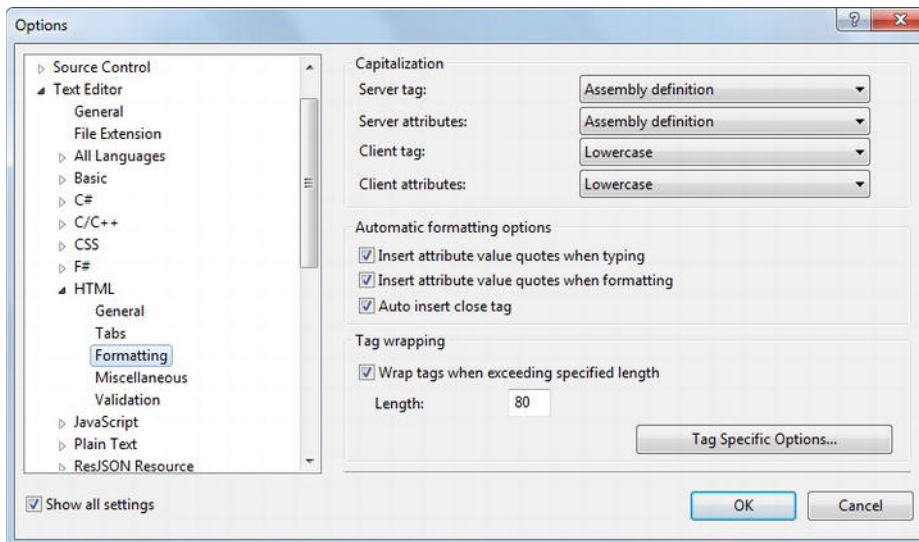 Options
Source Control
Text Editor
General
File Extension
All Languages
Basic
C#
C/C++
CSS
F#
HTML
General
Tabs
Formatting
Miscellaneous
Validation
JavaScript
Plain Text
ResJSON Resource
Show all settings
Capitalization
Server tag: Assembly definition
Server attributes: Assembly definition
Client tag: Lowercase
Client attributes: Lowercase
Automatic formatting options
Insert attribute value quotes when typing
Insert attribute value quotes when formatting
Auto insert close tag
Tag wrapping
Wrap tags when exceeding specified length
Length: 80
Tag Specific Options...
OK Cancel